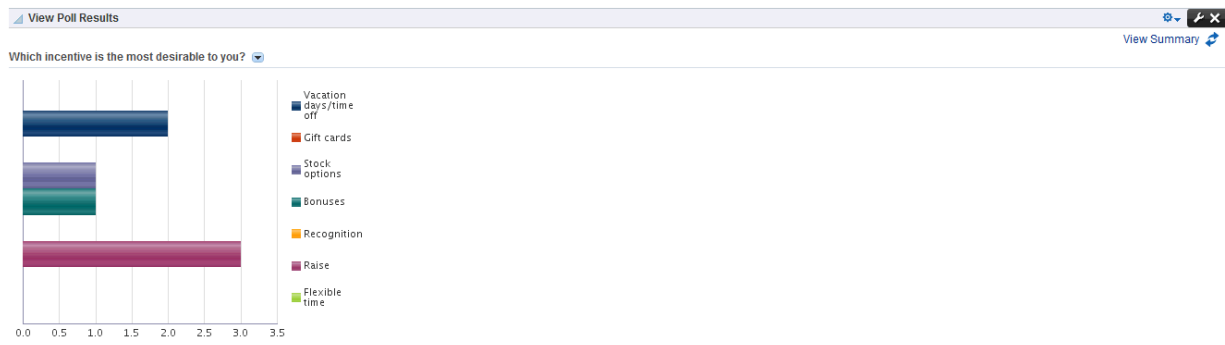 View Poll Results
View Summary
Which incentive is the most desirable to you?
Vacation
days/time
off
Gift cards
Stock
options
Bonuses
Recognition
Raise
Flexible
time
0.0 0.5 1.0 1.5 2.0 2.5 3.0 3.5